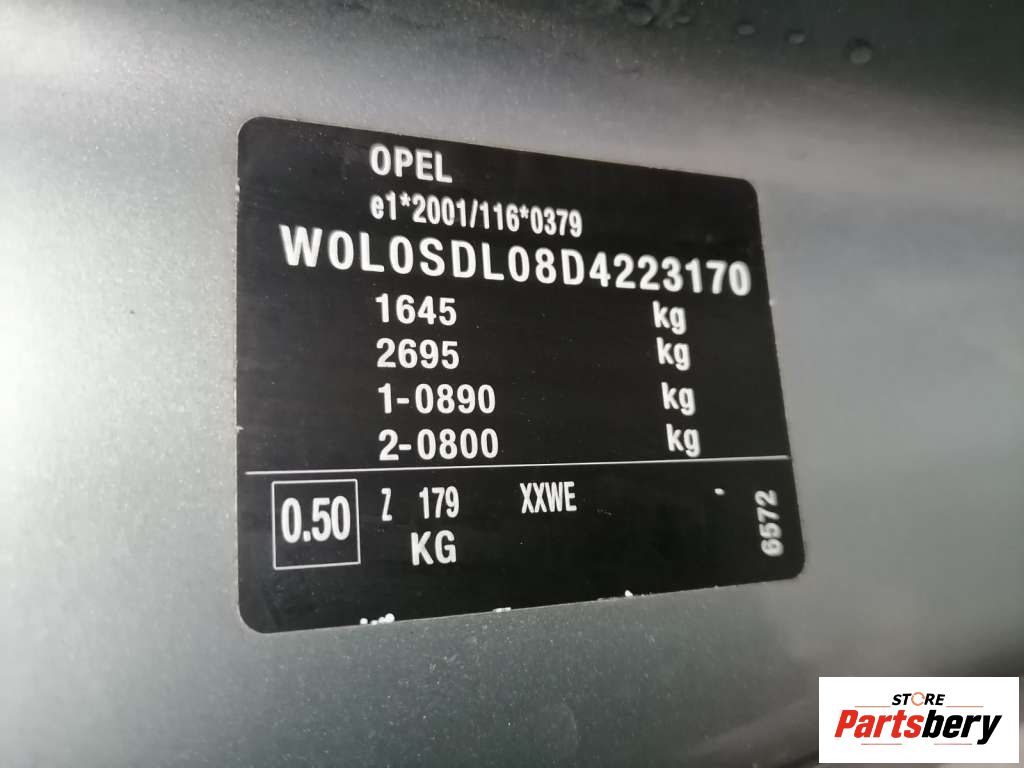 OPEL
e1*2001/116*0379
W0L0SDL08D4223170
1645 kg
2695 kg
1-0890 kg
2-0800 kg
0.50 Z 179 XXWE
KG
6572
STORE
Partsbery